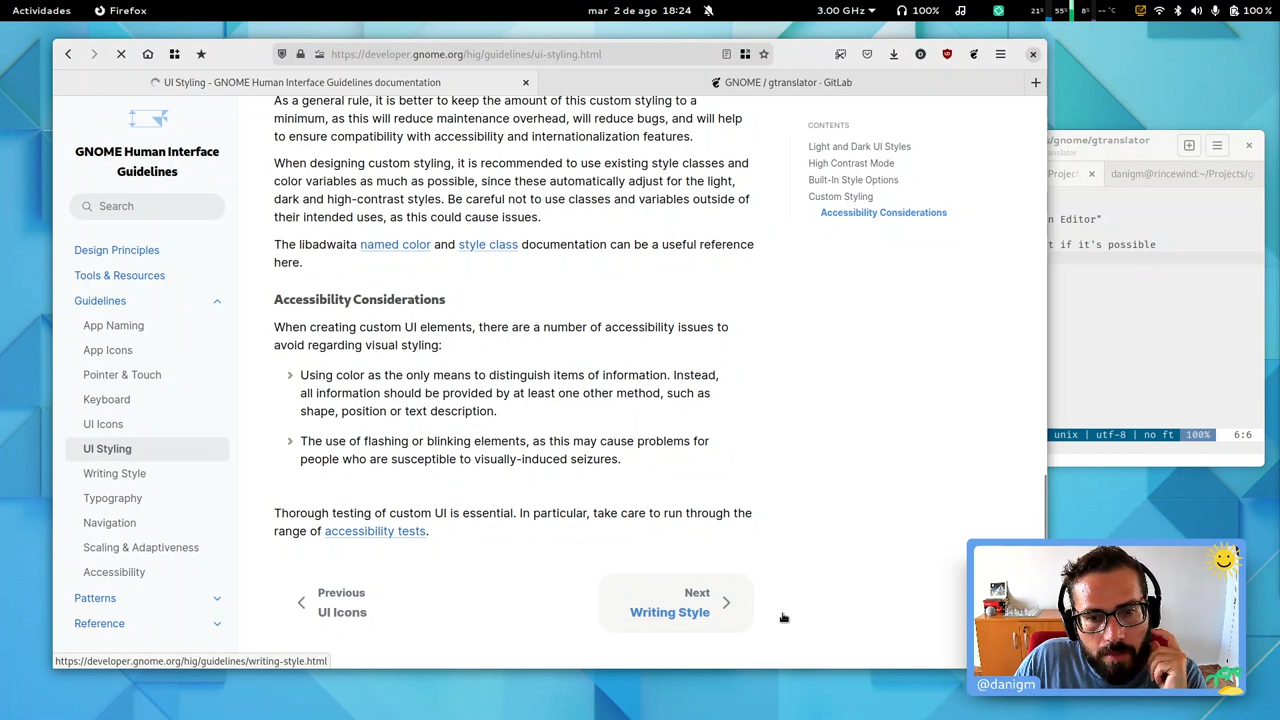 Actividades
Firefox
mar 2 de ago 18:24
3.00 GHz
100%
21%
55%
8%
--°C
100 %
https://developer.gnome.org/hig/guidelines/ui-styling.html
UI Styling - GNOME Human Interface Guidelines documentation
GNOME / gtranslator · GitLab
GNOME Human Interface
Guidelines
Search
Design Principles
Tools & Resources
Guidelines
App Naming
App Icons
Pointer & Touch
Keyboard
UI Icons
UI Styling
Writing Style
Typography
Navigation
Scaling & Adaptiveness
Accessibility
Patterns
Reference
https://developer.gnome.org/hig/guidelines/writing-style.html
As a general rule, it is better to keep the amount of this custom styling to a
minimum, as this will reduce maintenance overhead, will reduce bugs, and will help
to ensure compatibility with accessibility and internationalization features.
When designing custom styling, it is recommended to use existing style classes and
color variables as much as possible, since these automatically adjust for the light,
dark and high-contrast styles. Be careful not to use classes and variables outside of
their intended uses, as this could cause issues.
The libadwaita named color and style class documentation can be a useful reference
here.
Accessibility Considerations
When creating custom UI elements, there are a number of accessibility issues to
avoid regarding visual styling:
Using color as the only means to distinguish items of information. Instead,
all information should be provided by at least one other method, such as
shape, position or text description.
The use of flashing or blinking elements, as this may cause problems for
people who are susceptible to visually-induced seizures.
Thorough testing of custom UI is essential. In particular, take care to run through the
range of accessibility tests.
Previous
UI Icons
Next
Writing Style
CONTENTS
Light and Dark UI Styles
High Contrast Mode
Built-In Style Options
Custom Styling
Accessibility Considerations
s/gnome/gtranslator
anslator
Project
danigm@rincewind:~/Projects/g
n Editor"
t if it's possible
unix | utf-8 | no ft 100% 6:6
@danigm